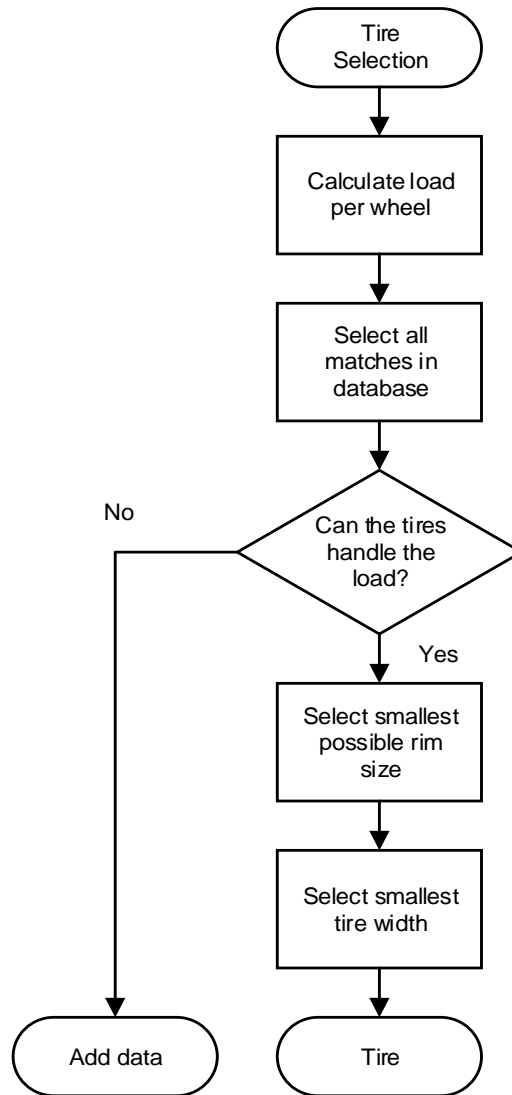 Tire
Selection
Calculate load
per wheel
Select all
matches in
database
No
Can the tires
handle the
load?
Yes
Select smallest
possible rim
size
Select smallest
tire width
Add data
Tire